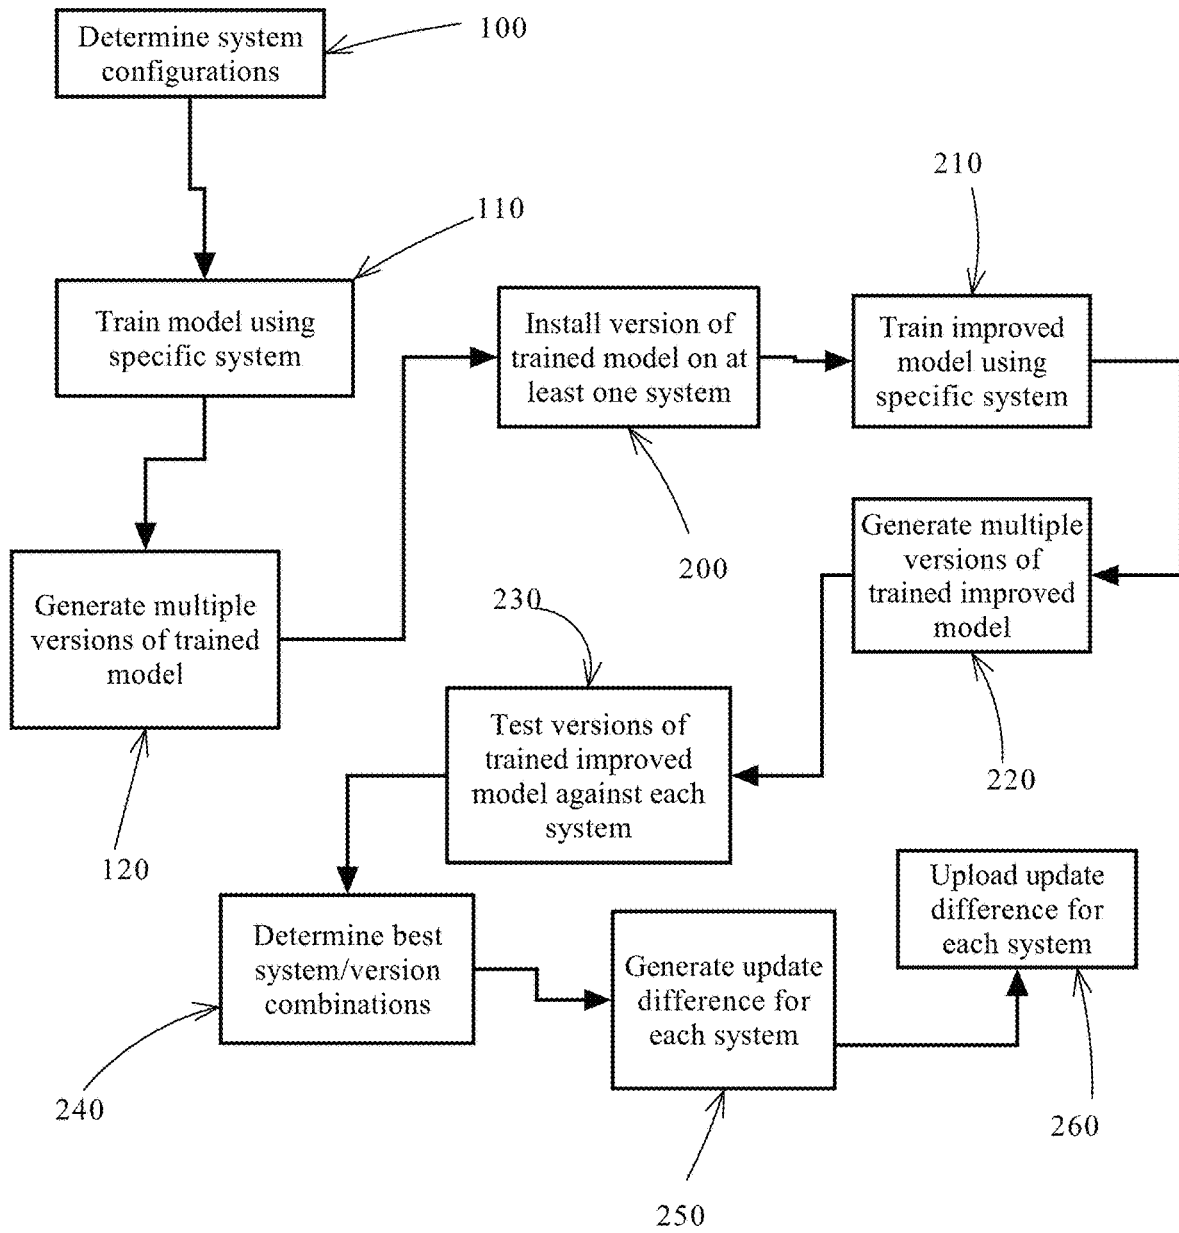 Determine system
configurations
100
110
Train model using
specific system
Generate multiple
versions of trained
model
120
Install version of
trained model on at
least one system
200
210
Train improved
model using
specific system
Generate multiple
versions of
trained improved
model
220
230
Test versions of
trained improved
model against each
system
Determine best
system/version
combinations
240
Generate update
difference for
each system
250
Upload update
difference for
each system
260